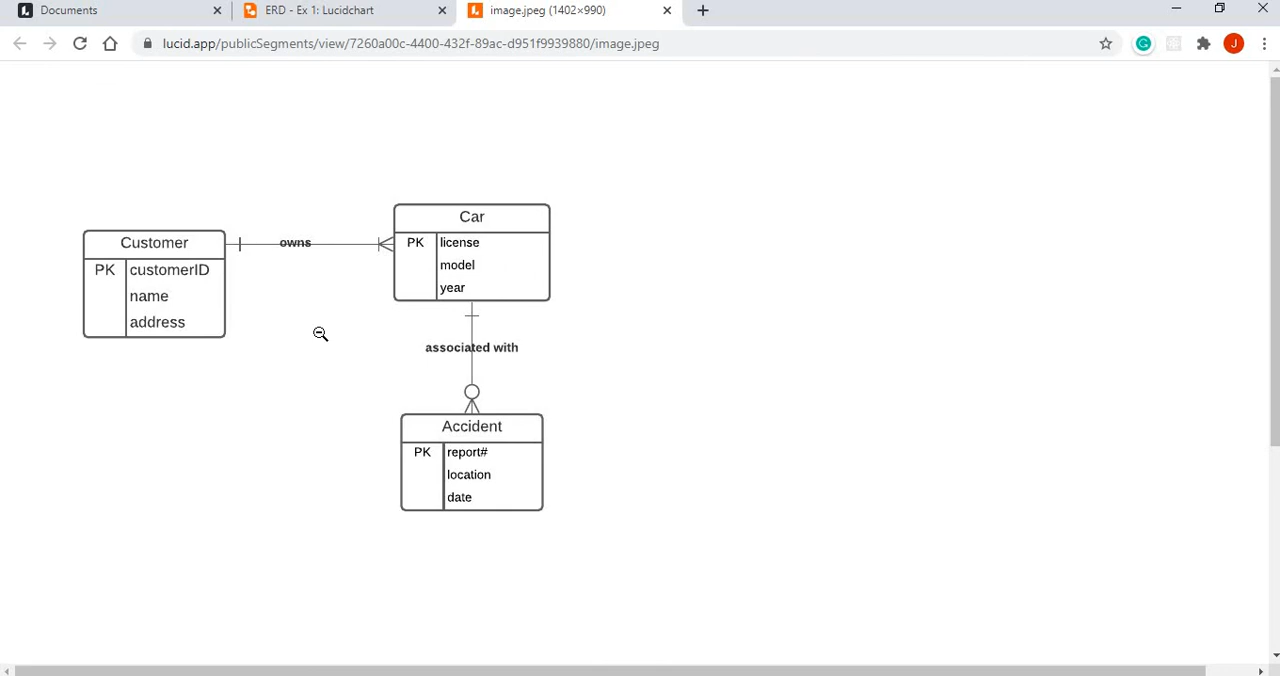 Documents
ERD - Ex 1: Lucidchart
image.jpeg (1402×990)
lucid.app/publicSegments/view/7260a00c-4400-432f-89ac-d951f9939880/image.jpeg
J
Customer
PK customerID
name
address
owns
Car
PK license
model
year
associated with
Accident
PK report#
location
date